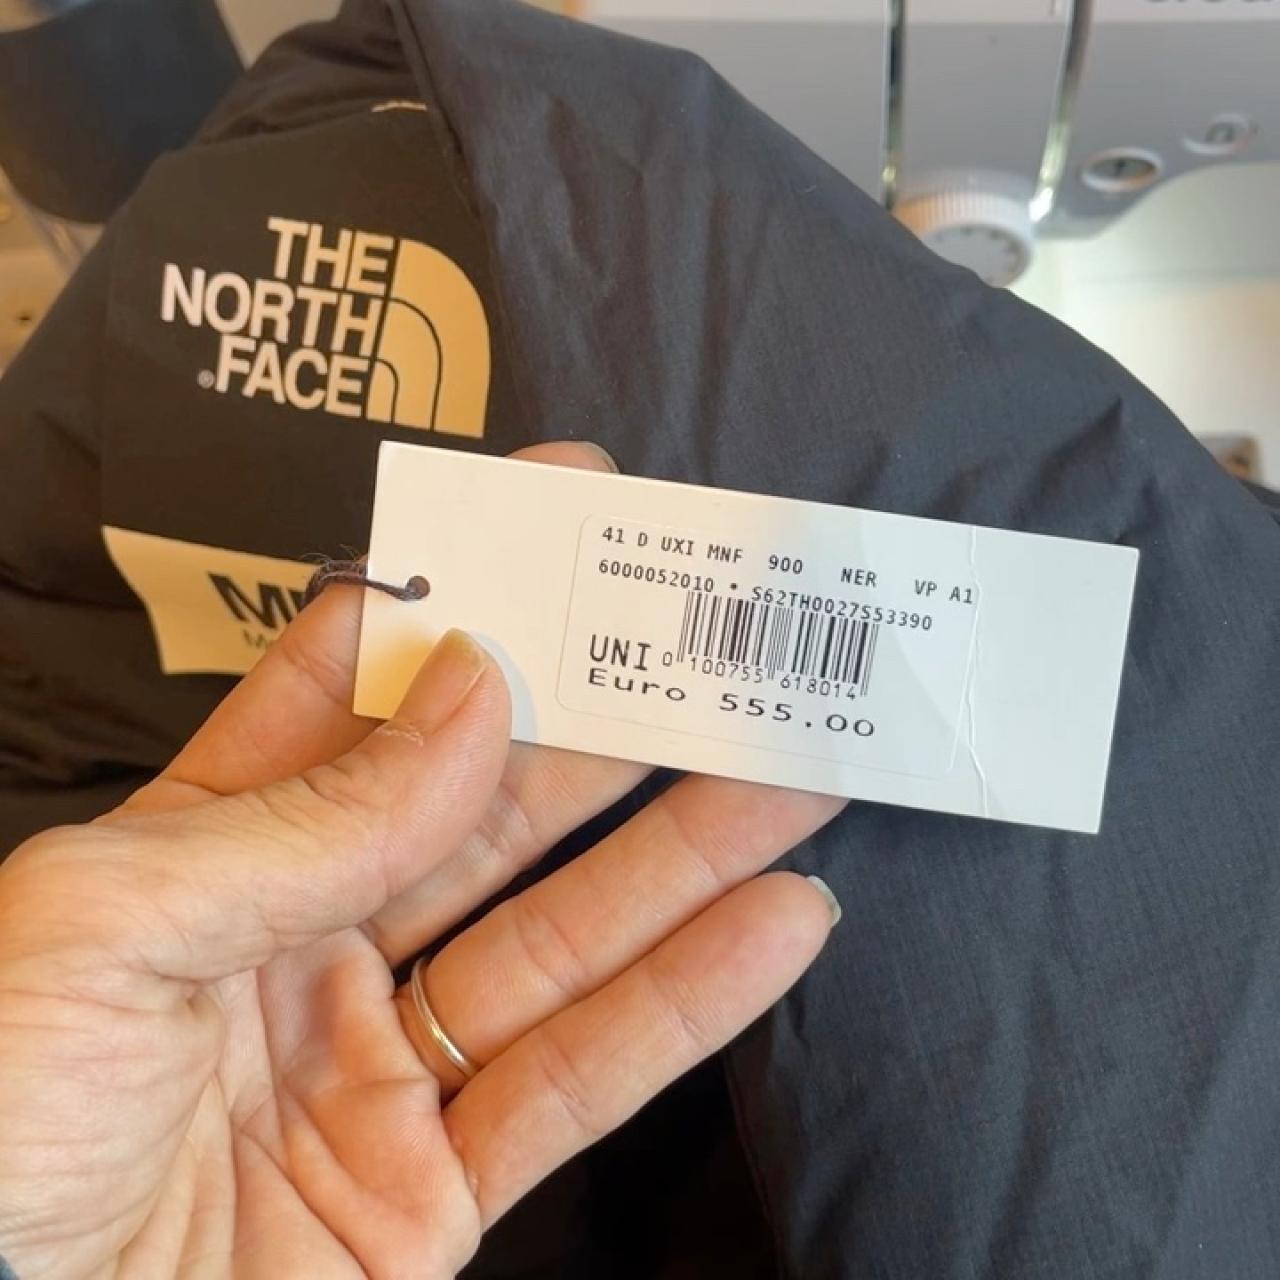 THE
NORTH
®FACE
41 D UXI MNF 900 NER VP A1
6000052010 • S62TH0027S53390
UNI
0 100755 618014
Euro 555.00